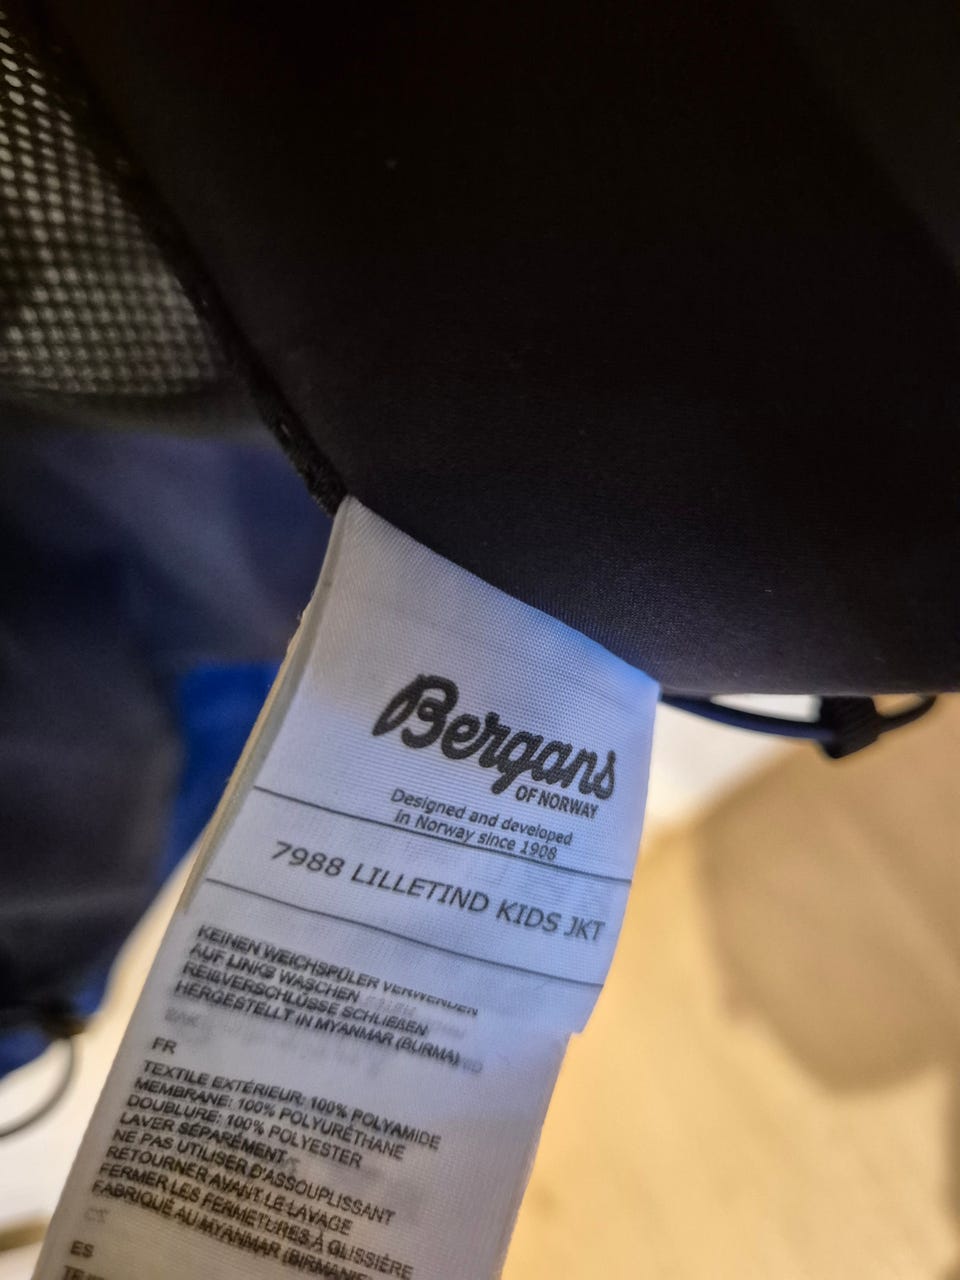 Bergans
OF NORWAY
Designed and developed
in Norway since 1908
7988 LILLETIND KIDS JKT
KEINEN WEICHSPÜLER VERWENDEN
AUF LINKS WASCHEN
REIßVERSCHLÜSSE SCHLIEßEN
HERGESTELLT IN MYANMAR (BURMA)
FR
TEXTILE EXTÉRIEUR: 100% POLYAMIDE
MEMBRANE: 100% POLYURÉTHANE
DOUBLURE: 100% POLYESTER
LAVER SÉPARÉMENT
NE PAS UTILISER D'ASSOUPLISSANT
RETOURNER AVANT LE LAVAGE
FERMER LES FERMETURES À GLISSIÈRE
FABRIQUÉ AU MYANMAR (BIRMANIE
ES